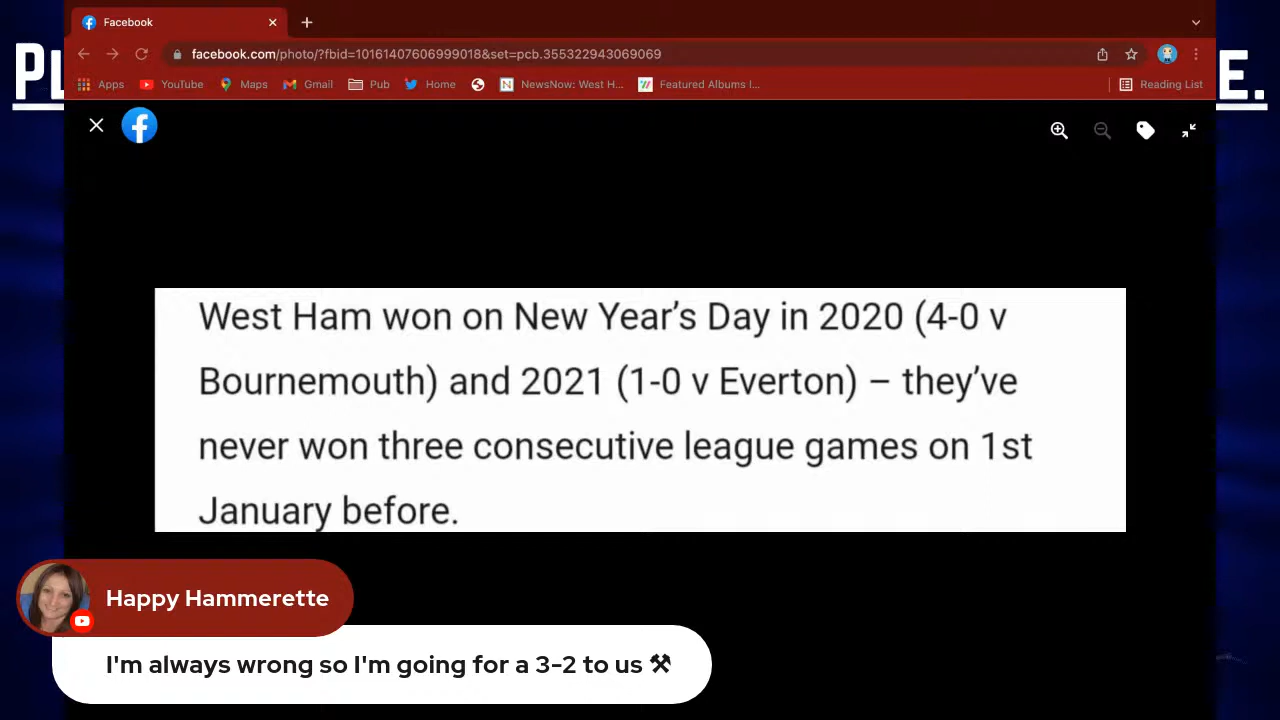 Facebook
facebook.com/photo/?fbid=10161407606999018&set=pcb.355322943069069
Apps YouTube Maps Gmail Pub Home NewsNow: West H... Featured Albums I... Reading List
PL E.
West Ham won on New Year’s Day in 2020 (4-0 v
Bournemouth) and 2021 (1-0 v Everton) – they’ve
never won three consecutive league games on 1st
January before.
Happy Hammerette
I'm always wrong so I'm going for a 3-2 to us ⚒